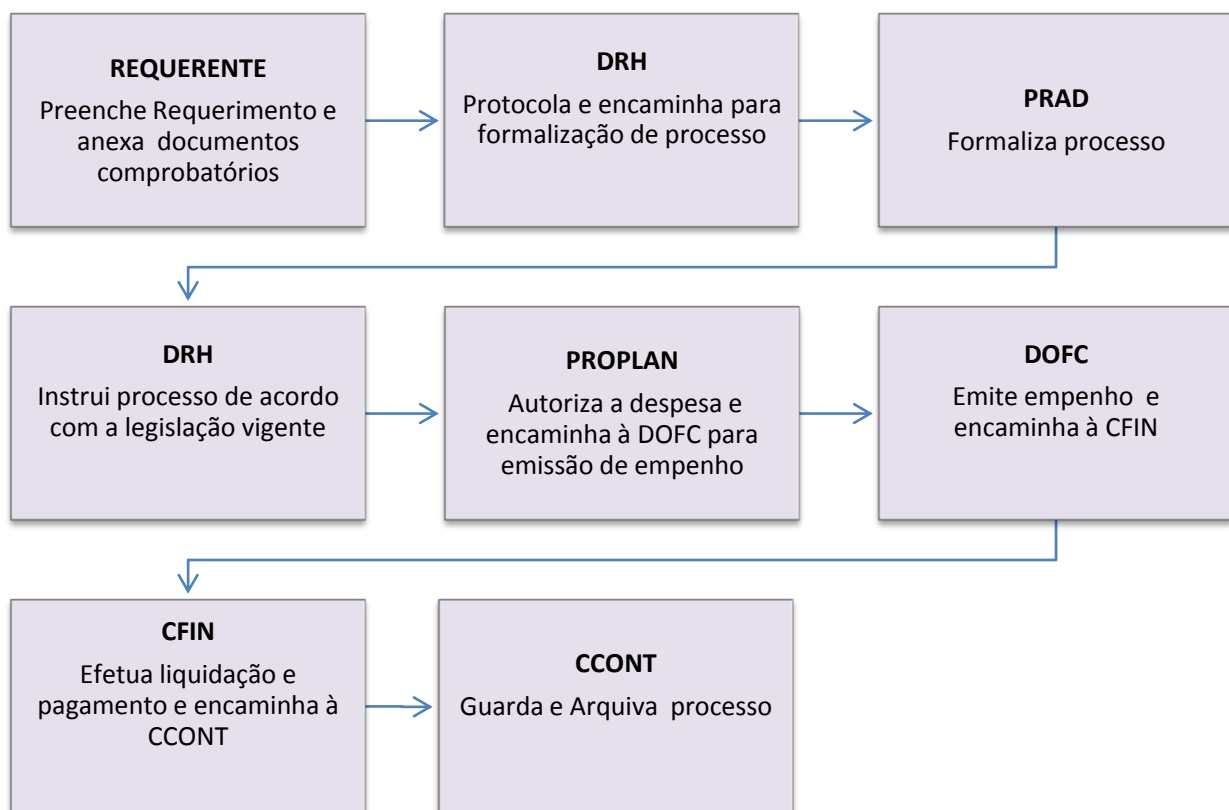 REQUERENTE
Preenche Requerimento e
anexa documentos
comprobatórios
DRH
Protocola e encaminha para
formalização de processo
PRAD
Formaliza processo
DRH
Instrui processo de acordo
com a legislação vigente
PROPLAN
Autoriza a despesa e
encaminha à DOFC para
emissão de empenho
DOFC
Emite empenho e
encaminha à CFIN
CFIN
Efetua liquidação e
pagamento e encaminha à
CCONT
CCONT
Guarda e Arquiva processo